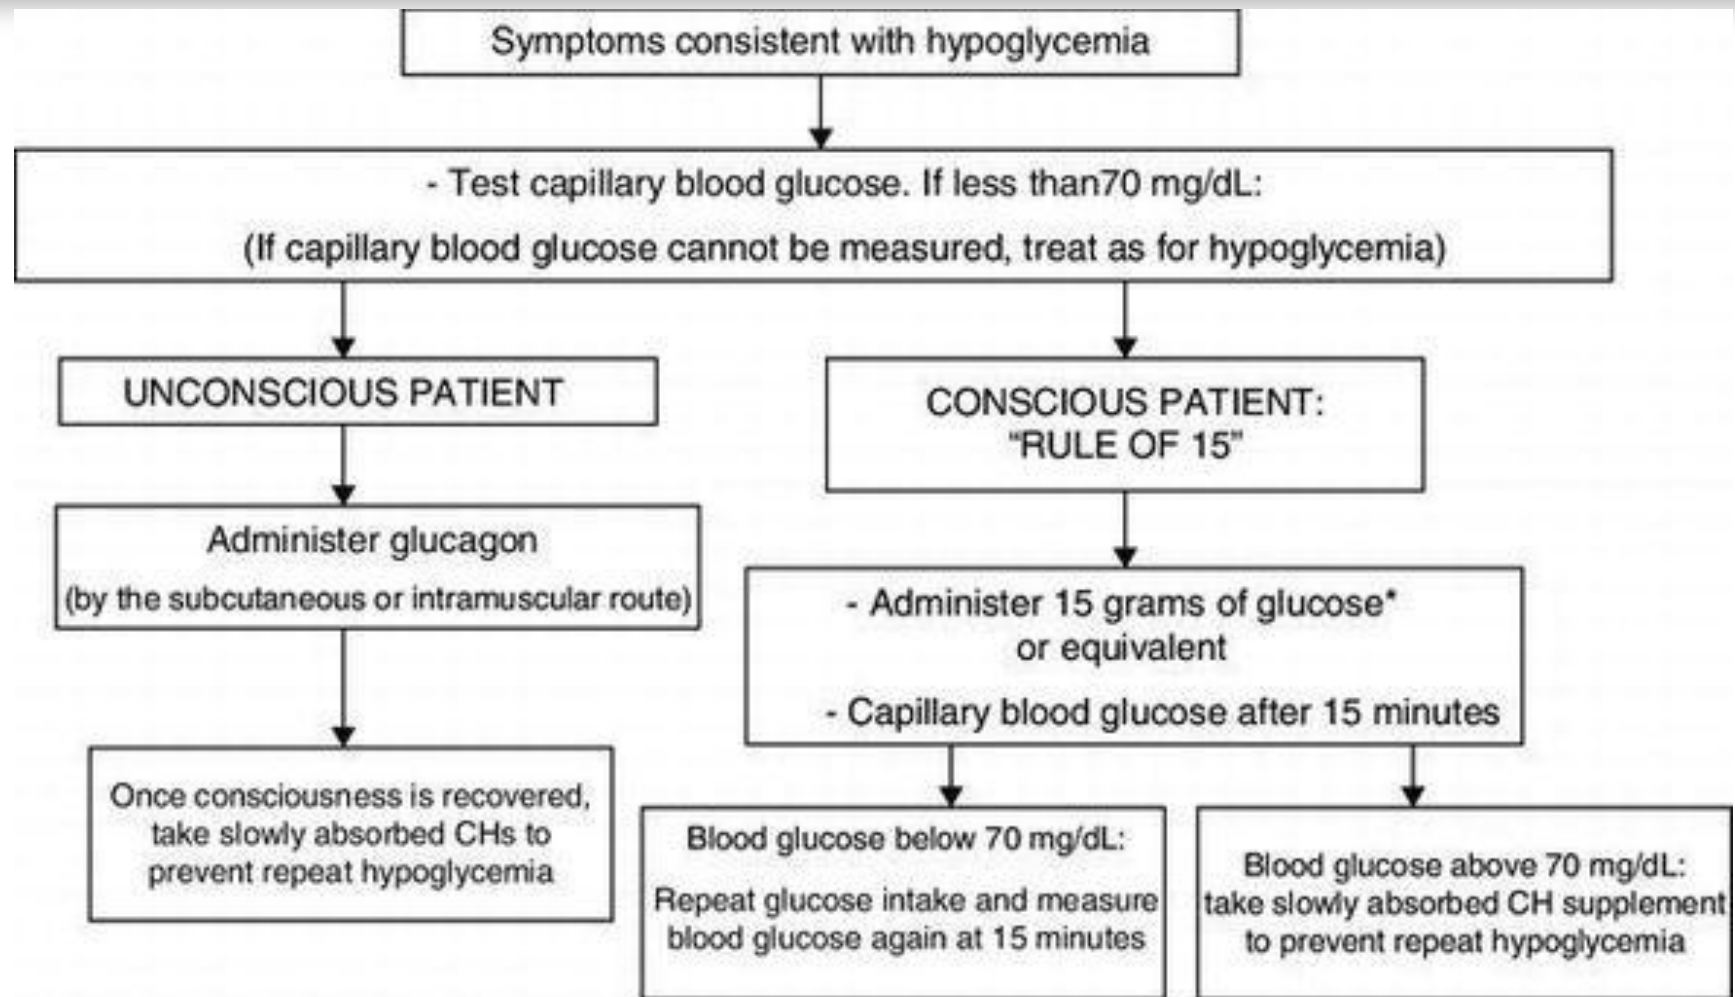 Symptoms consistent with hypoglycemia
- Test capillary blood glucose. If less than70 mg/dL:
(If capillary blood glucose cannot be measured, treat as for hypoglycemia)
UNCONSCIOUS PATIENT
Administer glucagon
(by the subcutaneous or intramuscular route)
Once consciousness is recovered,
take slowly absorbed CHs to
prevent repeat hypoglycemia
CONSCIOUS PATIENT:
“RULE OF 15”
- Administer 15 grams of glucose*
or equivalent
- Capillary blood glucose after 15 minutes
Blood glucose below 70 mg/dL:
Repeat glucose intake and measure
blood glucose again at 15 minutes
Blood glucose above 70 mg/dL:
take slowly absorbed CH supplement
to prevent repeat hypoglycemia